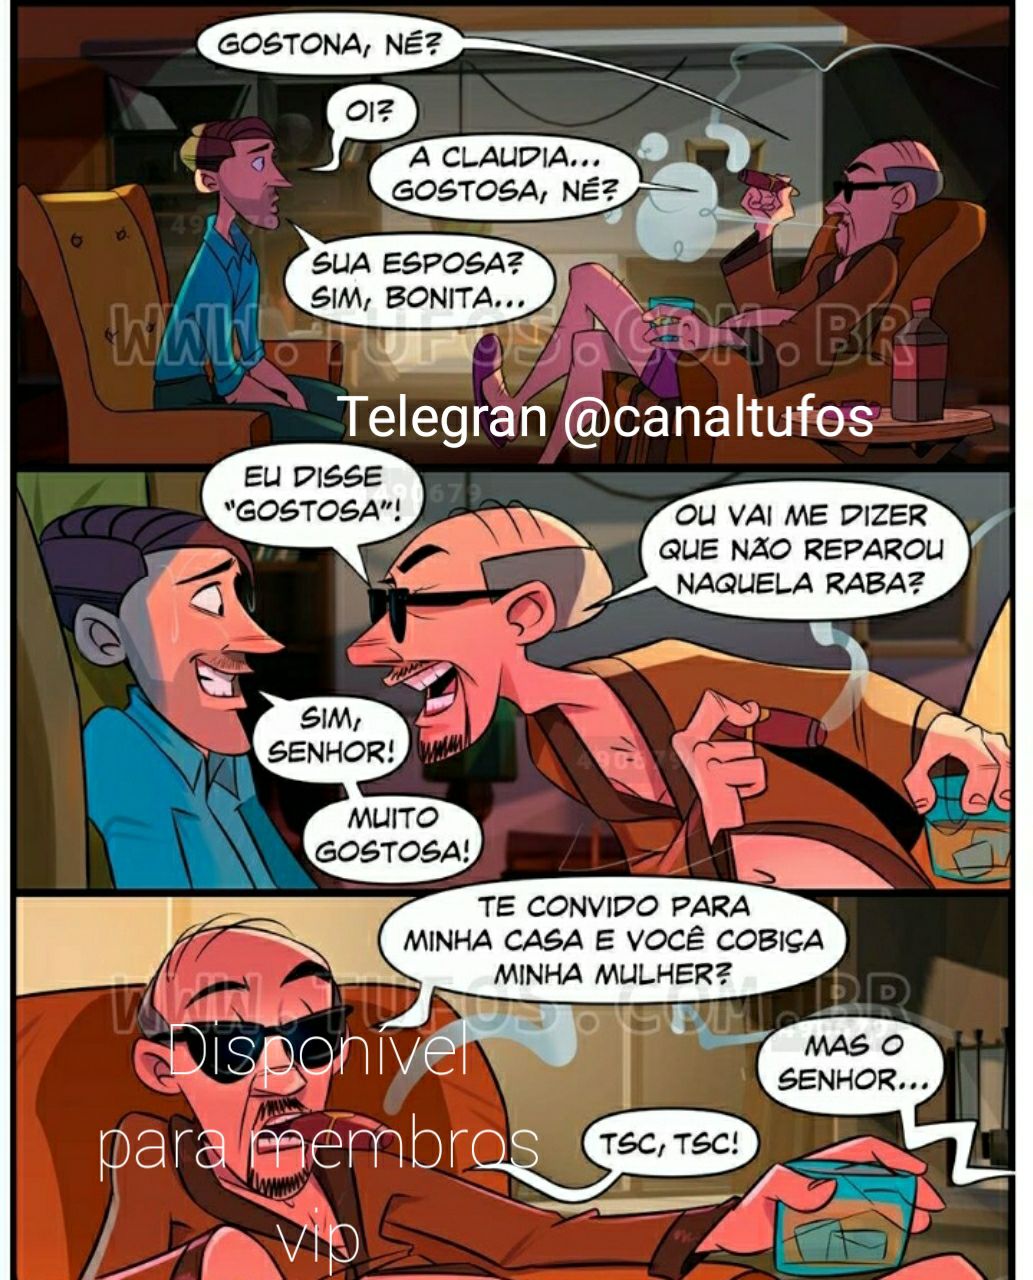 GOSTONA, NÉ?
OI?
A CLAUDIA...
GOSTOSA, NÉ?
SUA ESPOSA?
SIM, BONITA...
WWW.TUFOS.COM.BR
Telegran @canaltufos
EU DISSE
"GOSTOSA"!
490679
OU VAI ME DIZER
QUE NÃO REPAROU
NAQUELA RABA?
SIM,
SENHOR!
490679
MUITO
GOSTOSA!
TE CONVIDO PARA
MINHA CASA E VOCÊ COBIÇA
MINHA MULHER?
WWW.TUFOS.COM.BR
Disponível
para membros
vip
MAS O
SENHOR...
TSC, TSC!